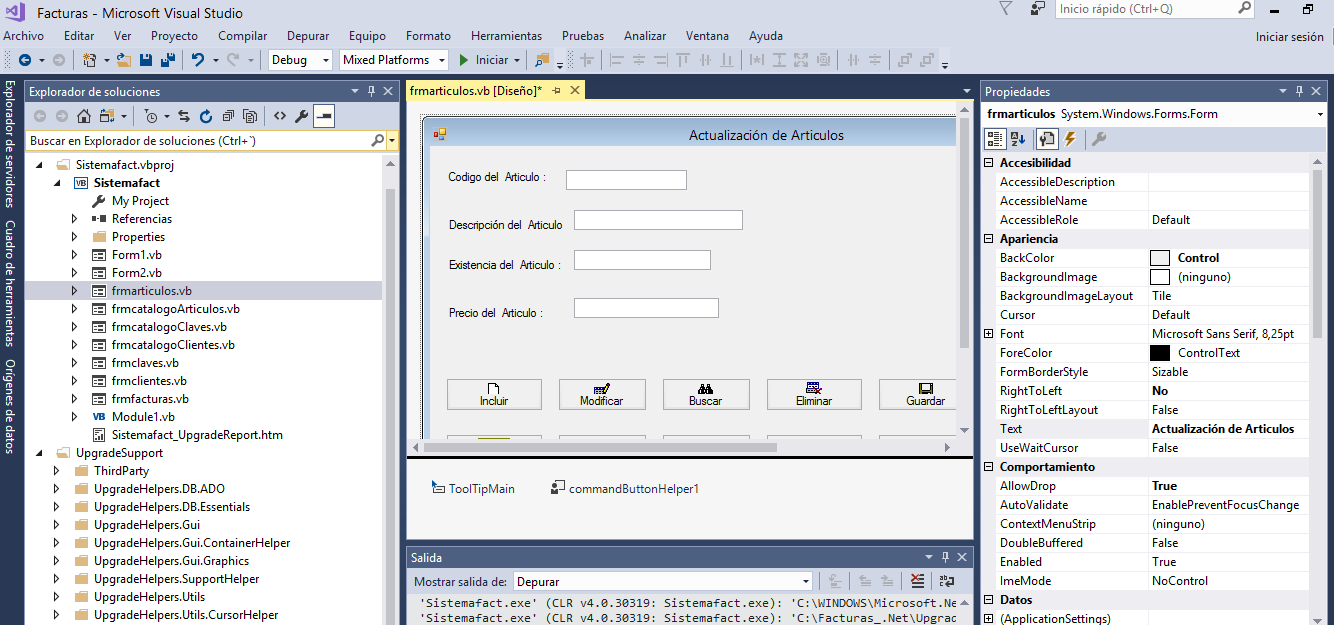 Facturas - Microsoft Visual Studio
Inicio rápido (Ctrl+Q)
Archivo Editar Ver Proyecto Compilar Depurar Equipo Formato Herramientas Pruebas Analizar Ventana Ayuda
Iniciar sesión
Debug Mixed Platforms Iniciar
Explorador de servidores
Cuadro de herramientas
Orígenes de datos
Explorador de soluciones
Buscar en Explorador de soluciones (Ctrl+´)
Sistemafact.vbproj
VB Sistemafact
My Project
Referencias
Properties
Form1.vb
Form2.vb
frmarticulos.vb
frmcatalogoArticulos.vb
frmcatalogoClaves.vb
frmcatalogoClientes.vb
frmclaves.vb
frmclientes.vb
frmfacturas.vb
VB Module1.vb
Sistemafact_UpgradeReport.htm
UpgradeSupport
ThirdParty
UpgradeHelpers.DB.ADO
UpgradeHelpers.DB.Essentials
UpgradeHelpers.Gui
UpgradeHelpers.Gui.ContainerHelper
UpgradeHelpers.Gui.Graphics
UpgradeHelpers.SupportHelper
UpgradeHelpers.Utils
UpgradeHelpers.Utils.CursorHelper
frmarticulos.vb [Diseño]*
Actualización de Articulos
Codigo del Articulo :
Descripción del Articulo
Existencia del Articulo :
Precio del Articulo :
Incluir Modificar Buscar Eliminar Guardar
ToolTipMain commandButtonHelper1
Salida
Mostrar salida de: Depurar
'Sistemafact.exe' (CLR v4.0.30319: Sistemafact.exe): 'C:\WINDOWS\Microsoft.Ne
'Sistemafact.exe' (CLR v4.0.30319: Sistemafact.exe): 'C:\Facturas_.Net\Upgrad
Propiedades
frmarticulos System.Windows.Forms.Form
Accesibilidad
AccessibleDescription
AccessibleName
AccessibleRole Default
Apariencia
BackColor Control
BackgroundImage (ninguno)
BackgroundImageLayout Tile
Cursor Default
Font Microsoft Sans Serif, 8,25pt
ForeColor ControlText
FormBorderStyle Sizable
RightToLeft No
RightToLeftLayout False
Text Actualización de Articulos
UseWaitCursor False
Comportamiento
AllowDrop True
AutoValidate EnablePreventFocusChange
ContextMenuStrip (ninguno)
DoubleBuffered False
Enabled True
ImeMode NoControl
Datos
(ApplicationSettings)